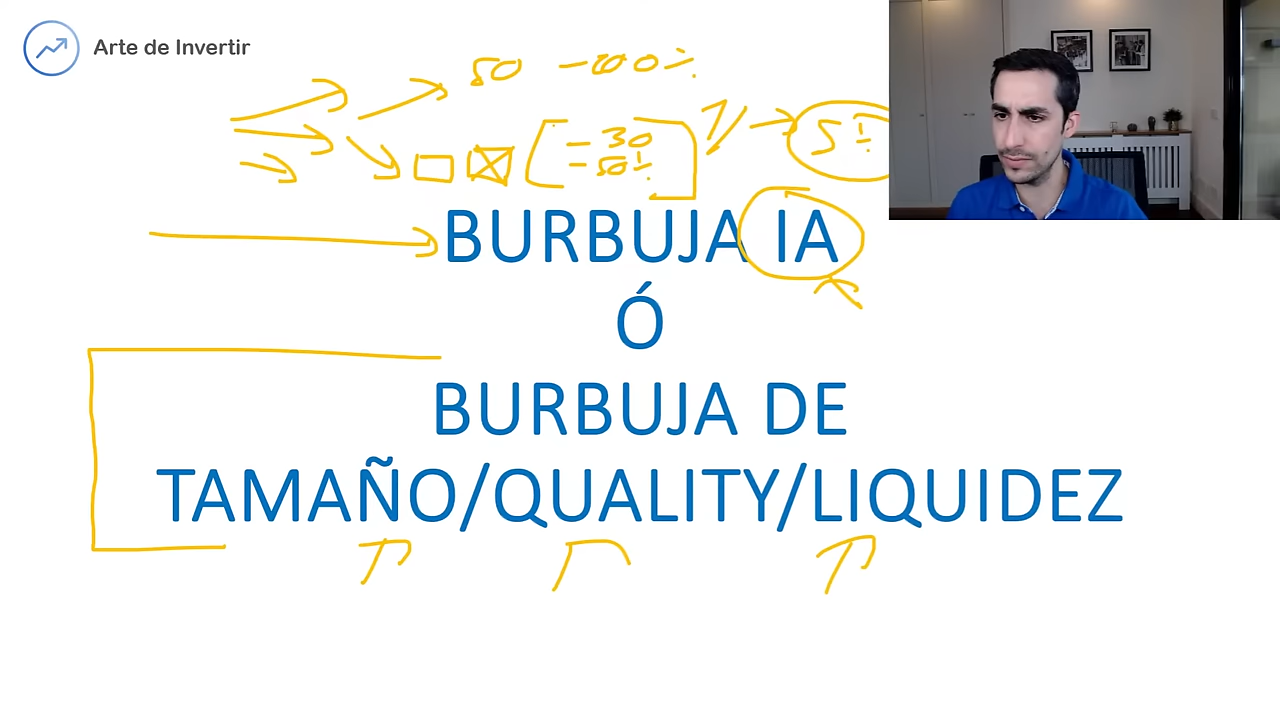 Arte de Invertir
50 - 100%
- 30
- 50%
5%
BURBUJA IA
Ó
BURBUJA DE
TAMAÑO/QUALITY/LIQUIDEZ